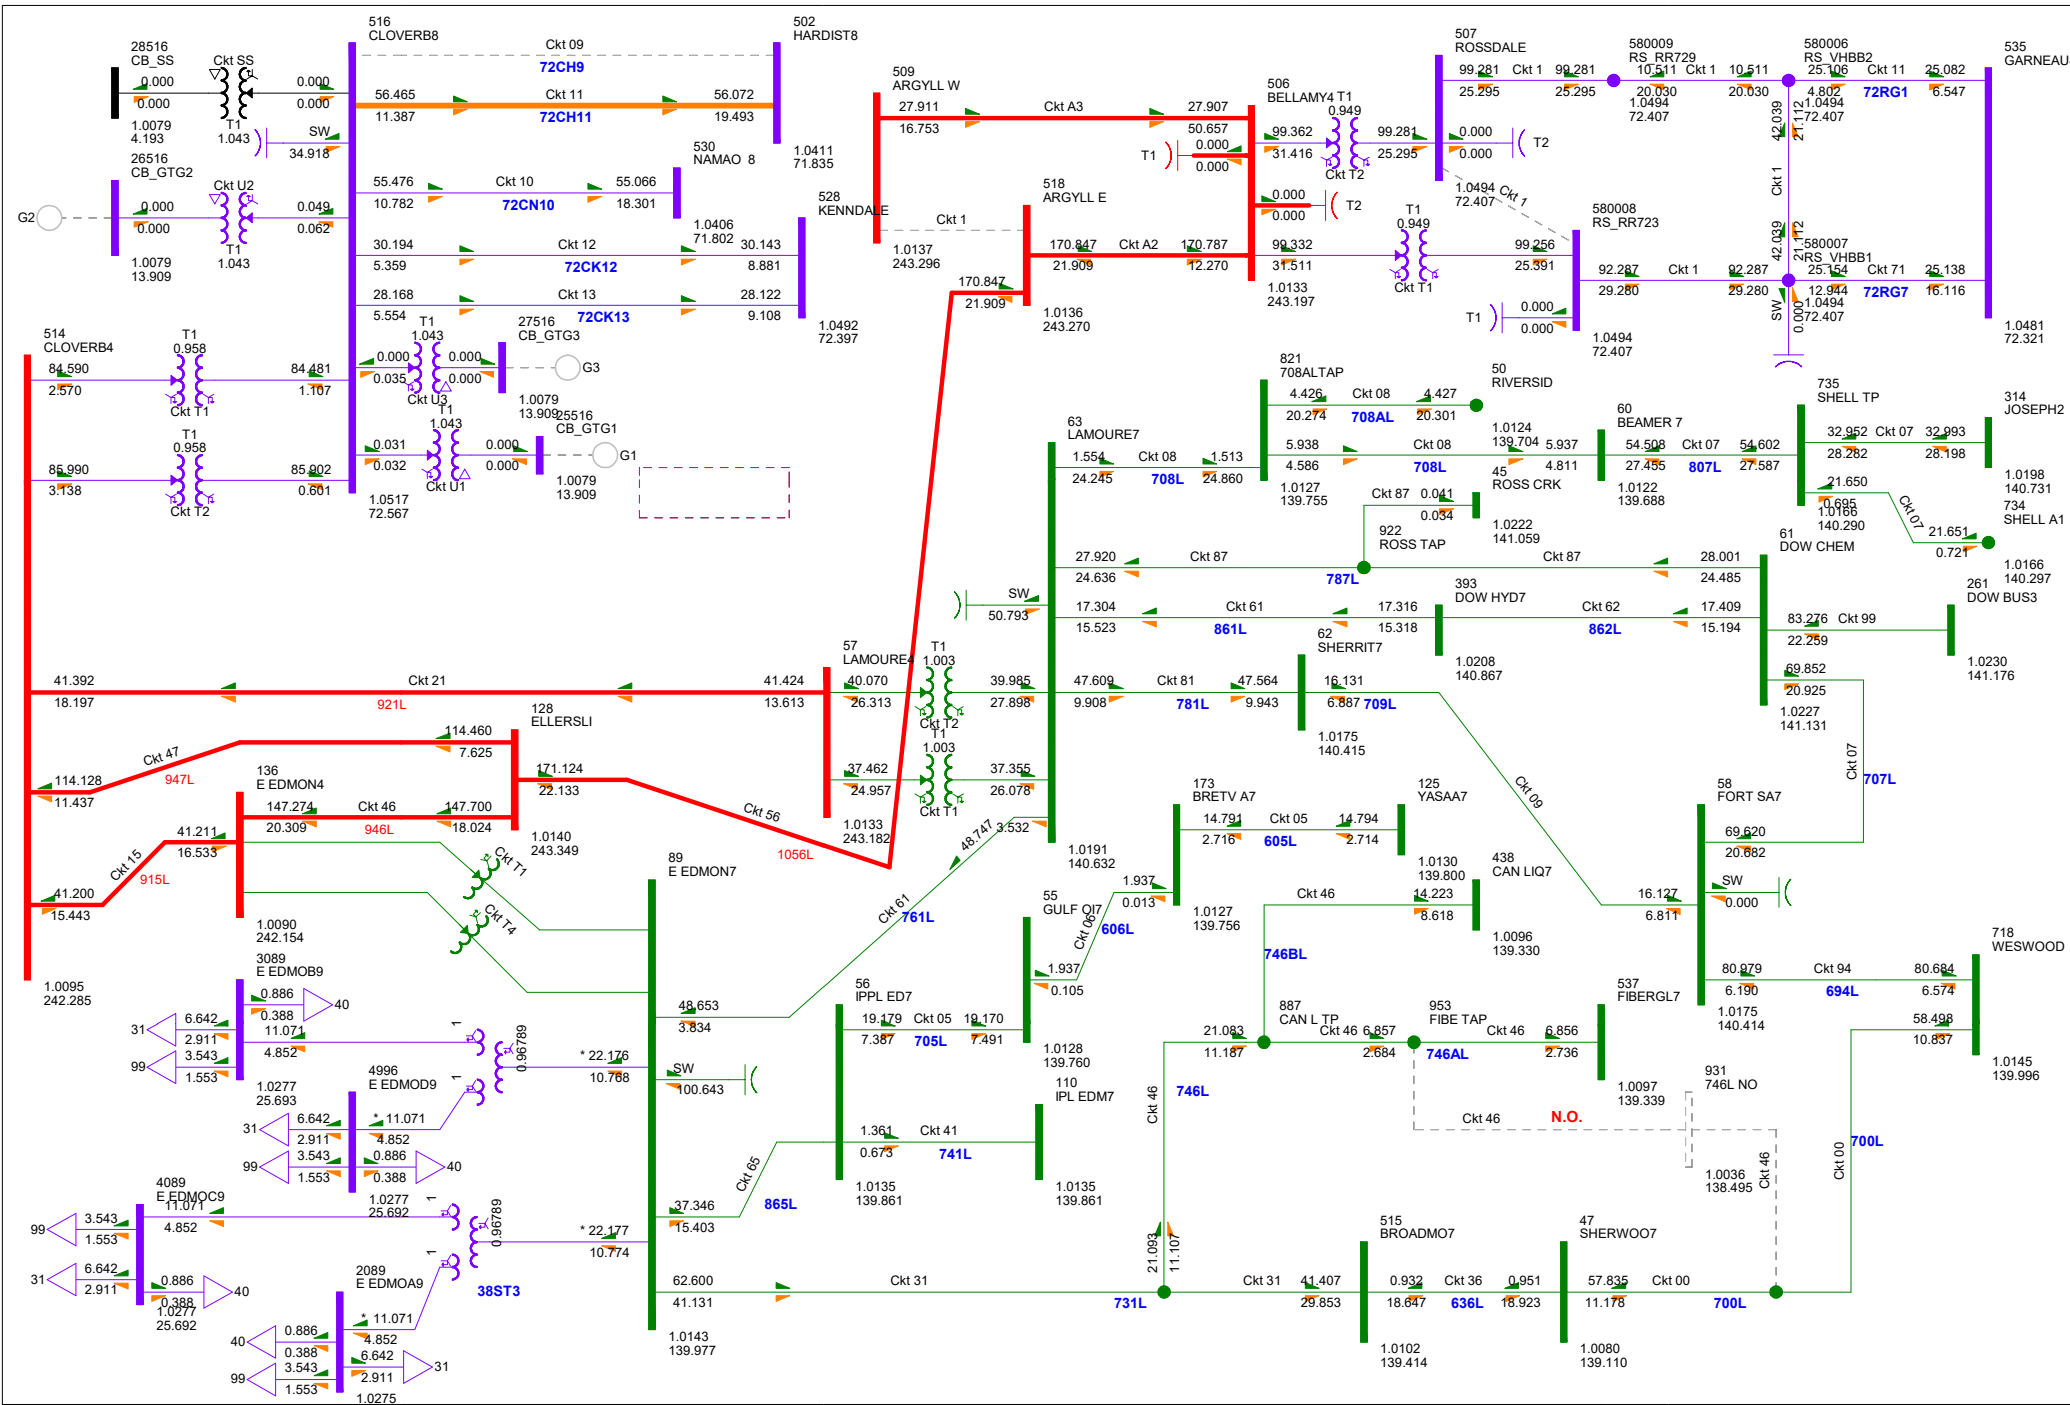 28516
CB_SS
0.000
0.000
Ckt SS
T1
1.043
0.000
0.000
1.0079
4.193
SW
34.918
26516
CB_GTG2
G2
0.000
0.000
Ckt U2
T1
1.043
0.049
0.062
1.0079
13.909
516
CLOVERB8
Ckt 09
72CH9
502
HARDIST8
56.465
11.387
Ckt 11
72CH11
56.072
19.493
1.0411
71.835
530
NAMAO 8
55.476
10.782
Ckt 10
72CN10
55.066
18.301
1.0406
71.802
528
KENNDALE
30.194
5.359
Ckt 12
72CK12
30.143
8.881
28.168
5.554
Ckt 13
72CK13
28.122
9.108
1.0492
72.397
T1
1.043
0.000
0.035
Ckt U3
0.000
0.000
27516
CB_GTG3
G3
1.0079
13.909
T1
1.043
0.031
0.032
Ckt U1
0.000
0.000
25516
CB_GTG1
G1
1.0079
13.909
1.0517
72.567
514
CLOVERB4
84.590
2.570
T1
0.958
Ckt T1
84.481
1.107
85.990
3.138
T1
0.958
Ckt T2
85.902
0.601
509
ARGYLL W
27.911
16.753
Ckt A3
27.907
50.657
T1
0.000
0.000
1.0137
243.296
Ckt 1
518
ARGYLL E
170.847
21.909
Ckt A2
170.787
12.270
170.847
21.909
1.0136
243.270
506
BELLAMY4
T1
0.949
99.362
31.416
Ckt T2
99.281
25.295
0.000
0.000
T2
T1
0.949
99.332
31.511
Ckt T1
99.256
25.391
1.0133
243.197
507
ROSSDALE
99.281
25.295
Ckt 1
99.281
25.295
0.000
0.000
T2
1.0494
72.407
Ckt 1
580009
RS_RR729
10.511
20.030
Ckt 1
10.511
20.030
1.0494
72.407
580006
RS_VHBB2
25.106
4.802
Ckt 11
72RG1
25.082
6.547
1.0494
72.407
535
GARNEAU
42.039
21.112
Ckt 1
42.039
21.112
580008
RS_RR723
92.287
29.280
Ckt 1
92.287
29.280
T1
0.000
0.000
1.0494
72.407
580007
RS_VHBB1
25.154
12.944
Ckt 71
72RG7
25.138
16.116
1.0494
72.407
SW
0.000
1.0481
72.321
821
708ALTAP
4.426
20.274
Ckt 08
708AL
4.427
20.301
50
RIVERSID
1.0124
139.704
5.938
4.586
Ckt 08
708L
5.937
4.811
1.0127
139.755
60
BEAMER 7
54.508
27.455
Ckt 07
807L
54.602
27.587
1.0122
139.688
735
SHELL TP
32.952
28.282
Ckt 07
32.993
28.198
314
JOSEPH2
1.0198
140.731
21.650
0.695
1.0166
140.290
Ckt 07
21.651
0.721
734
SHELL A1
1.0166
140.297
63
LAMOURE7
1.554
24.245
Ckt 08
708L
1.513
24.860
45
ROSS CRK
Ckt 87
0.041
0.034
1.0222
141.059
922
ROSS TAP
27.920
24.636
Ckt 87
787L
Ckt 87
28.001
24.485
61
DOW CHEM
17.304
15.523
Ckt 61
861L
17.316
15.318
393
DOW HYD7
Ckt 62
862L
17.409
15.194
1.0208
140.867
83.276
22.259
Ckt 99
261
DOW BUS3
1.0230
141.176
69.852
20.925
1.0227
141.131
Ckt 07
707L
SW
50.793
47.609
9.908
Ckt 81
781L
47.564
9.943
62
SHERRIT7
16.131
6.887
709L
1.0175
140.415
Ckt 09
57
LAMOURE4
40.070
26.313
T1
1.003
Ckt T2
39.985
27.898
37.462
24.957
T1
1.003
Ckt T1
37.355
26.078
1.0133
243.182
3.532
48.747
1.0191
140.632
41.392
18.197
Ckt 21
921L
41.424
13.613
128
ELLERSLI
114.460
7.625
Ckt 47
947L
114.128
11.437
171.124
22.133
Ckt 56
1056L
136
E EDMON4
147.274
20.309
Ckt 46
946L
147.700
18.024
1.0140
243.349
41.211
16.533
Ckt 15
915L
41.200
15.443
Ckt T1
Ckt T4
1.0090
242.154
1.0095
242.285
89
E EDMON7
Ckt 61
761L
48.653
3.834
SW
100.643
* 22.176
10.768
37.346
15.403
Ckt 65
865L
* 22.177
10.774
62.600
41.131
Ckt 31
731L
1.0143
139.977
173
BRETV A7
14.791
2.716
Ckt 05
605L
14.794
2.714
125
YASAA7
1.0130
139.800
1.937
0.013
1.0127
139.756
Ckt 06
606L
55
GULF OI7
1.937
0.105
1.0128
139.760
56
IPPL ED7
19.179
7.387
Ckt 05
705L
19.170
7.491
1.361
0.673
Ckt 41
741L
110
IPL EDM7
1.0135
139.861
1.0135
139.861
438
CAN LIQ7
Ckt 46
14.223
8.618
746BL
1.0096
139.330
887
CAN L TP
21.083
11.187
Ckt 46
6.857
2.684
953
FIBE TAP
Ckt 46
746AL
6.856
2.736
537
FIBERGL7
1.0097
139.339
746L
Ckt 46
21.093
11.107
Ckt 46
N.O.
931
746L NO
1.0036
138.495
Ckt 46
58
FORT SA7
69.620
20.682
SW
0.000
16.127
6.811
80.979
6.190
Ckt 94
694L
80.684
6.574
718
WESWOOD
58.498
10.837
1.0145
139.996
1.0175
140.414
Ckt 00
700L
515
BROADMO7
Ckt 31
41.407
29.853
0.932
18.647
Ckt 36
636L
0.951
18.923
47
SHERWOO7
57.835
11.178
Ckt 00
700L
1.0102
139.414
1.0080
139.110
3089
E EDMOB9
0.886
0.388
40
31
6.642
2.911
11.071
4.852
99
3.543
1.553
1.0277
25.693
1
1
0.96789
4996
E EDMOD9
31
6.642
2.911
* 11.071
4.852
99
3.543
1.553
0.886
0.388
40
1.0277
25.692
4089
E EDMOC9
11.071
4.852
99
3.543
1.553
31
6.642
2.911
0.886
0.388
40
1.0277
25.692
1
1
0.96789
38ST3
2089
E EDMOA9
* 11.071
4.852
40
0.886
0.388
6.642
2.911
31
99
3.543
1.553
1.0275
0.000
0.000
T2